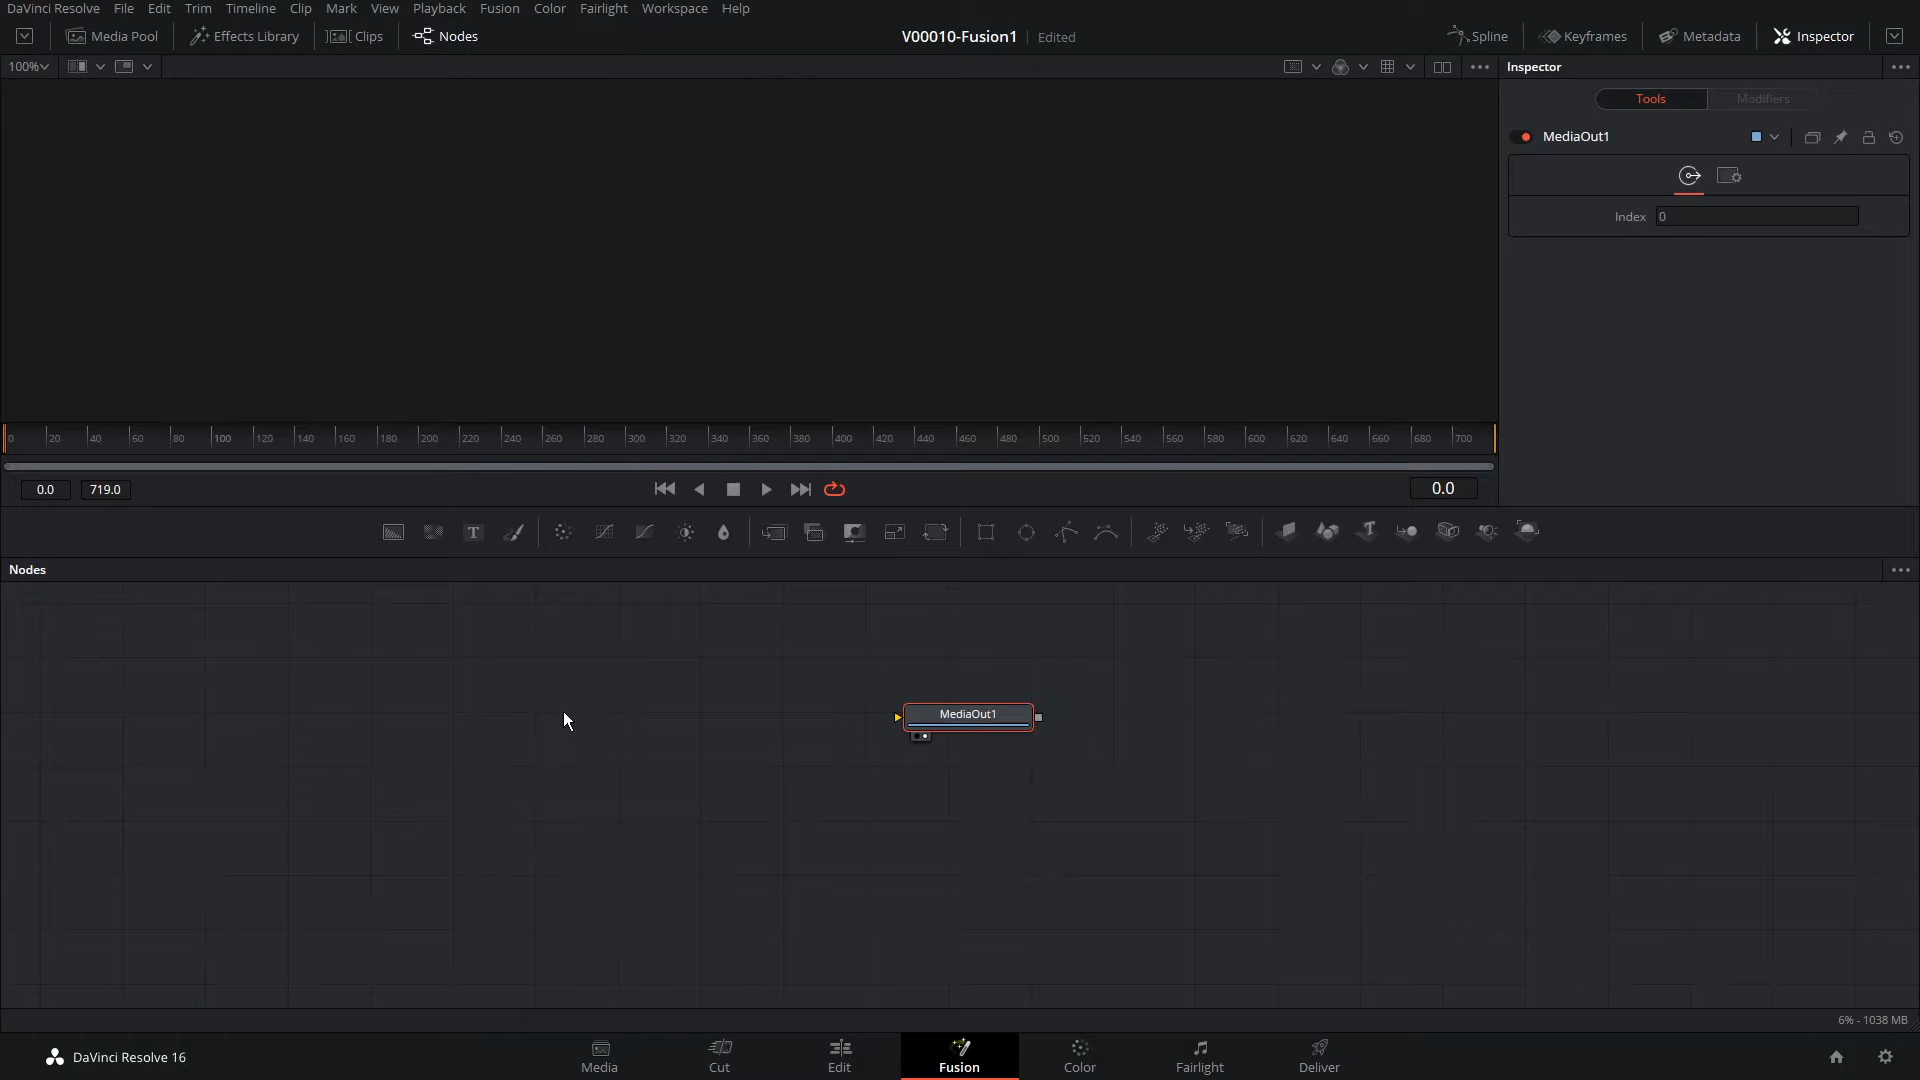 DaVinci Resolve File Edit Trim Timeline Clip Mark View Playback Fusion Color Fairlight Workspace Help
Media Pool Effects Library Clips Nodes V00010-Fusion1 Edited Spline Keyframes Metadata Inspector
100% Inspector
Tools Modifiers
MediaOut1
Index 0
0 20 40 60 80 100 120 140 160 180 200 220 240 260 280 300 320 340 360 380 400 420 440 460 480 500 520 540 560 580 600 620 640 660 680 700
0.0 719.0 0.0
T T
Nodes
MediaOut1
6% - 1038 MB
DaVinci Resolve 16 Media Cut Edit Fusion Color Fairlight Deliver